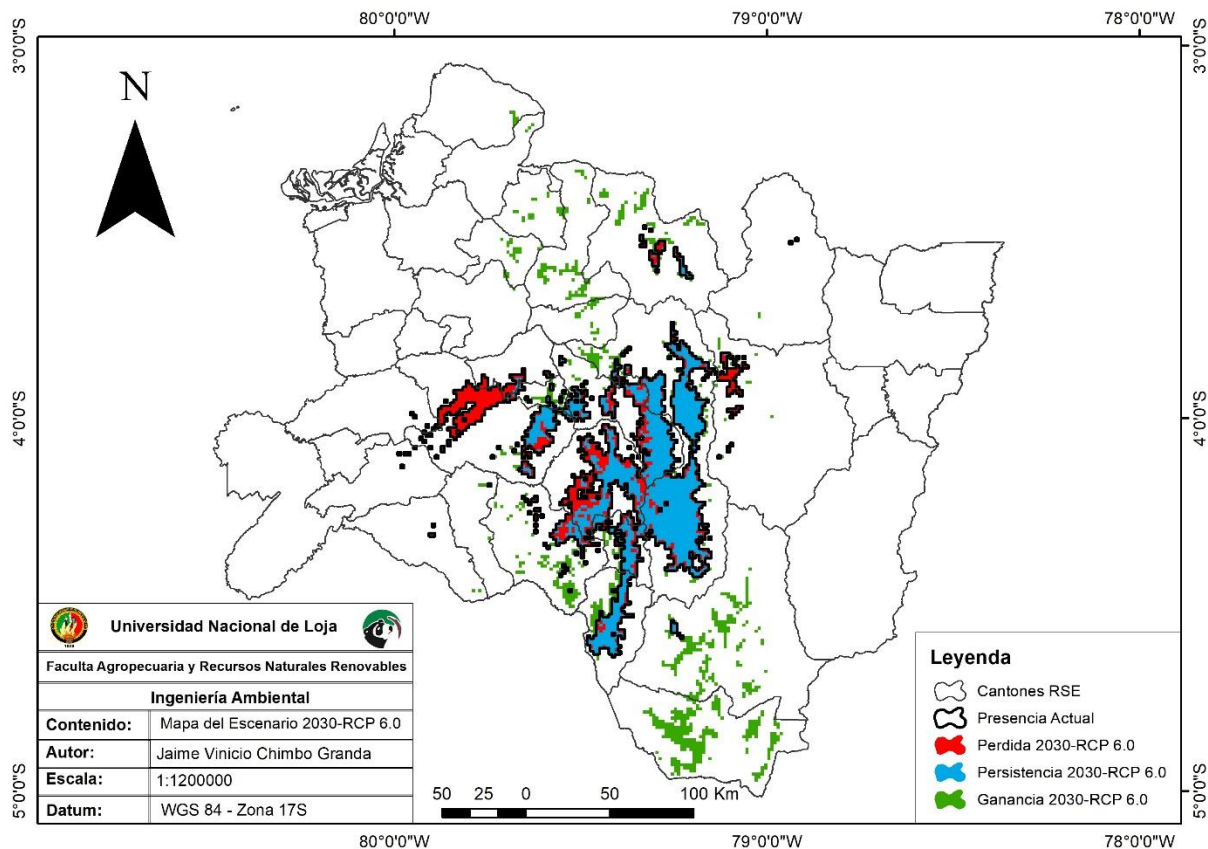 80°0'0"W 79°0'0"W 78°0'0"W
3°0'0"S 3°0'0"S
N
4°0'0"S 4°0'0"S
Universidad Nacional de Loja
Faculta Agropecuaria y Recursos Naturales Renovables
Ingeniería Ambiental
Contenido: Mapa del Escenario 2030-RCP 6.0
Autor: Jaime Vinicio Chimbo Granda
Escala: 1:1200000
Datum: WGS 84 - Zona 17S
50 25 0 50 100 Km
Leyenda
Cantones RSE
Presencia Actual
Perdida 2030-RCP 6.0
Persistencia 2030-RCP 6.0
Ganancia 2030-RCP 6.0
5°0'0"S 5°0'0"S
80°0'0"W 79°0'0"W 78°0'0"W